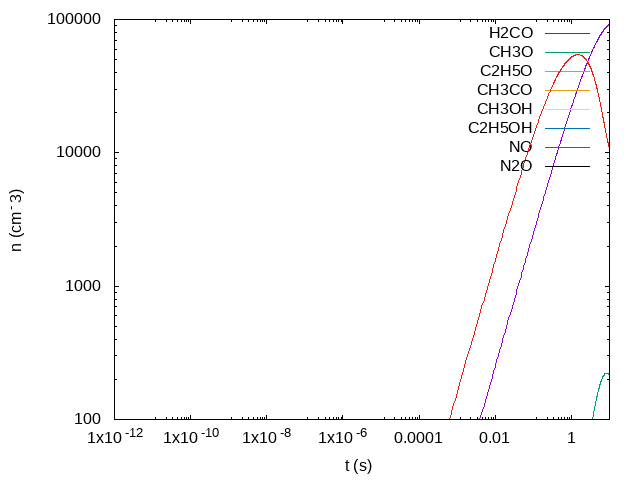 100000
10000
1000
100
n (cm-3)
H2CO
CH3O
C2H5O
CH3CO
CH3OH
C2H5OH
NO
N2O
1x10-12 1x10-10 1x10-8 1x10-6 0.0001 0.01 1
t (s)